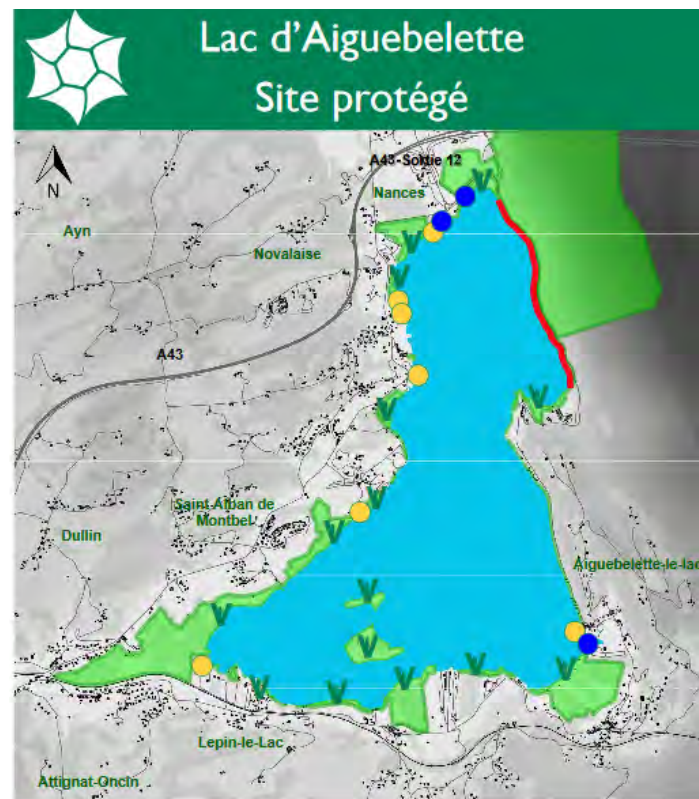 Lac d'Aiguebelette
Site protégé
A43-Sortie 12
N
Nances
Ayn
Novalaise
A43
V
V
V
V
V
V
V
Saint-Alban de
Montbel
Dullin
Aiguebelette-le-lac
V
V
V
V
V
V
V
V
Lepin-le-Lac
Attignat-Oncin